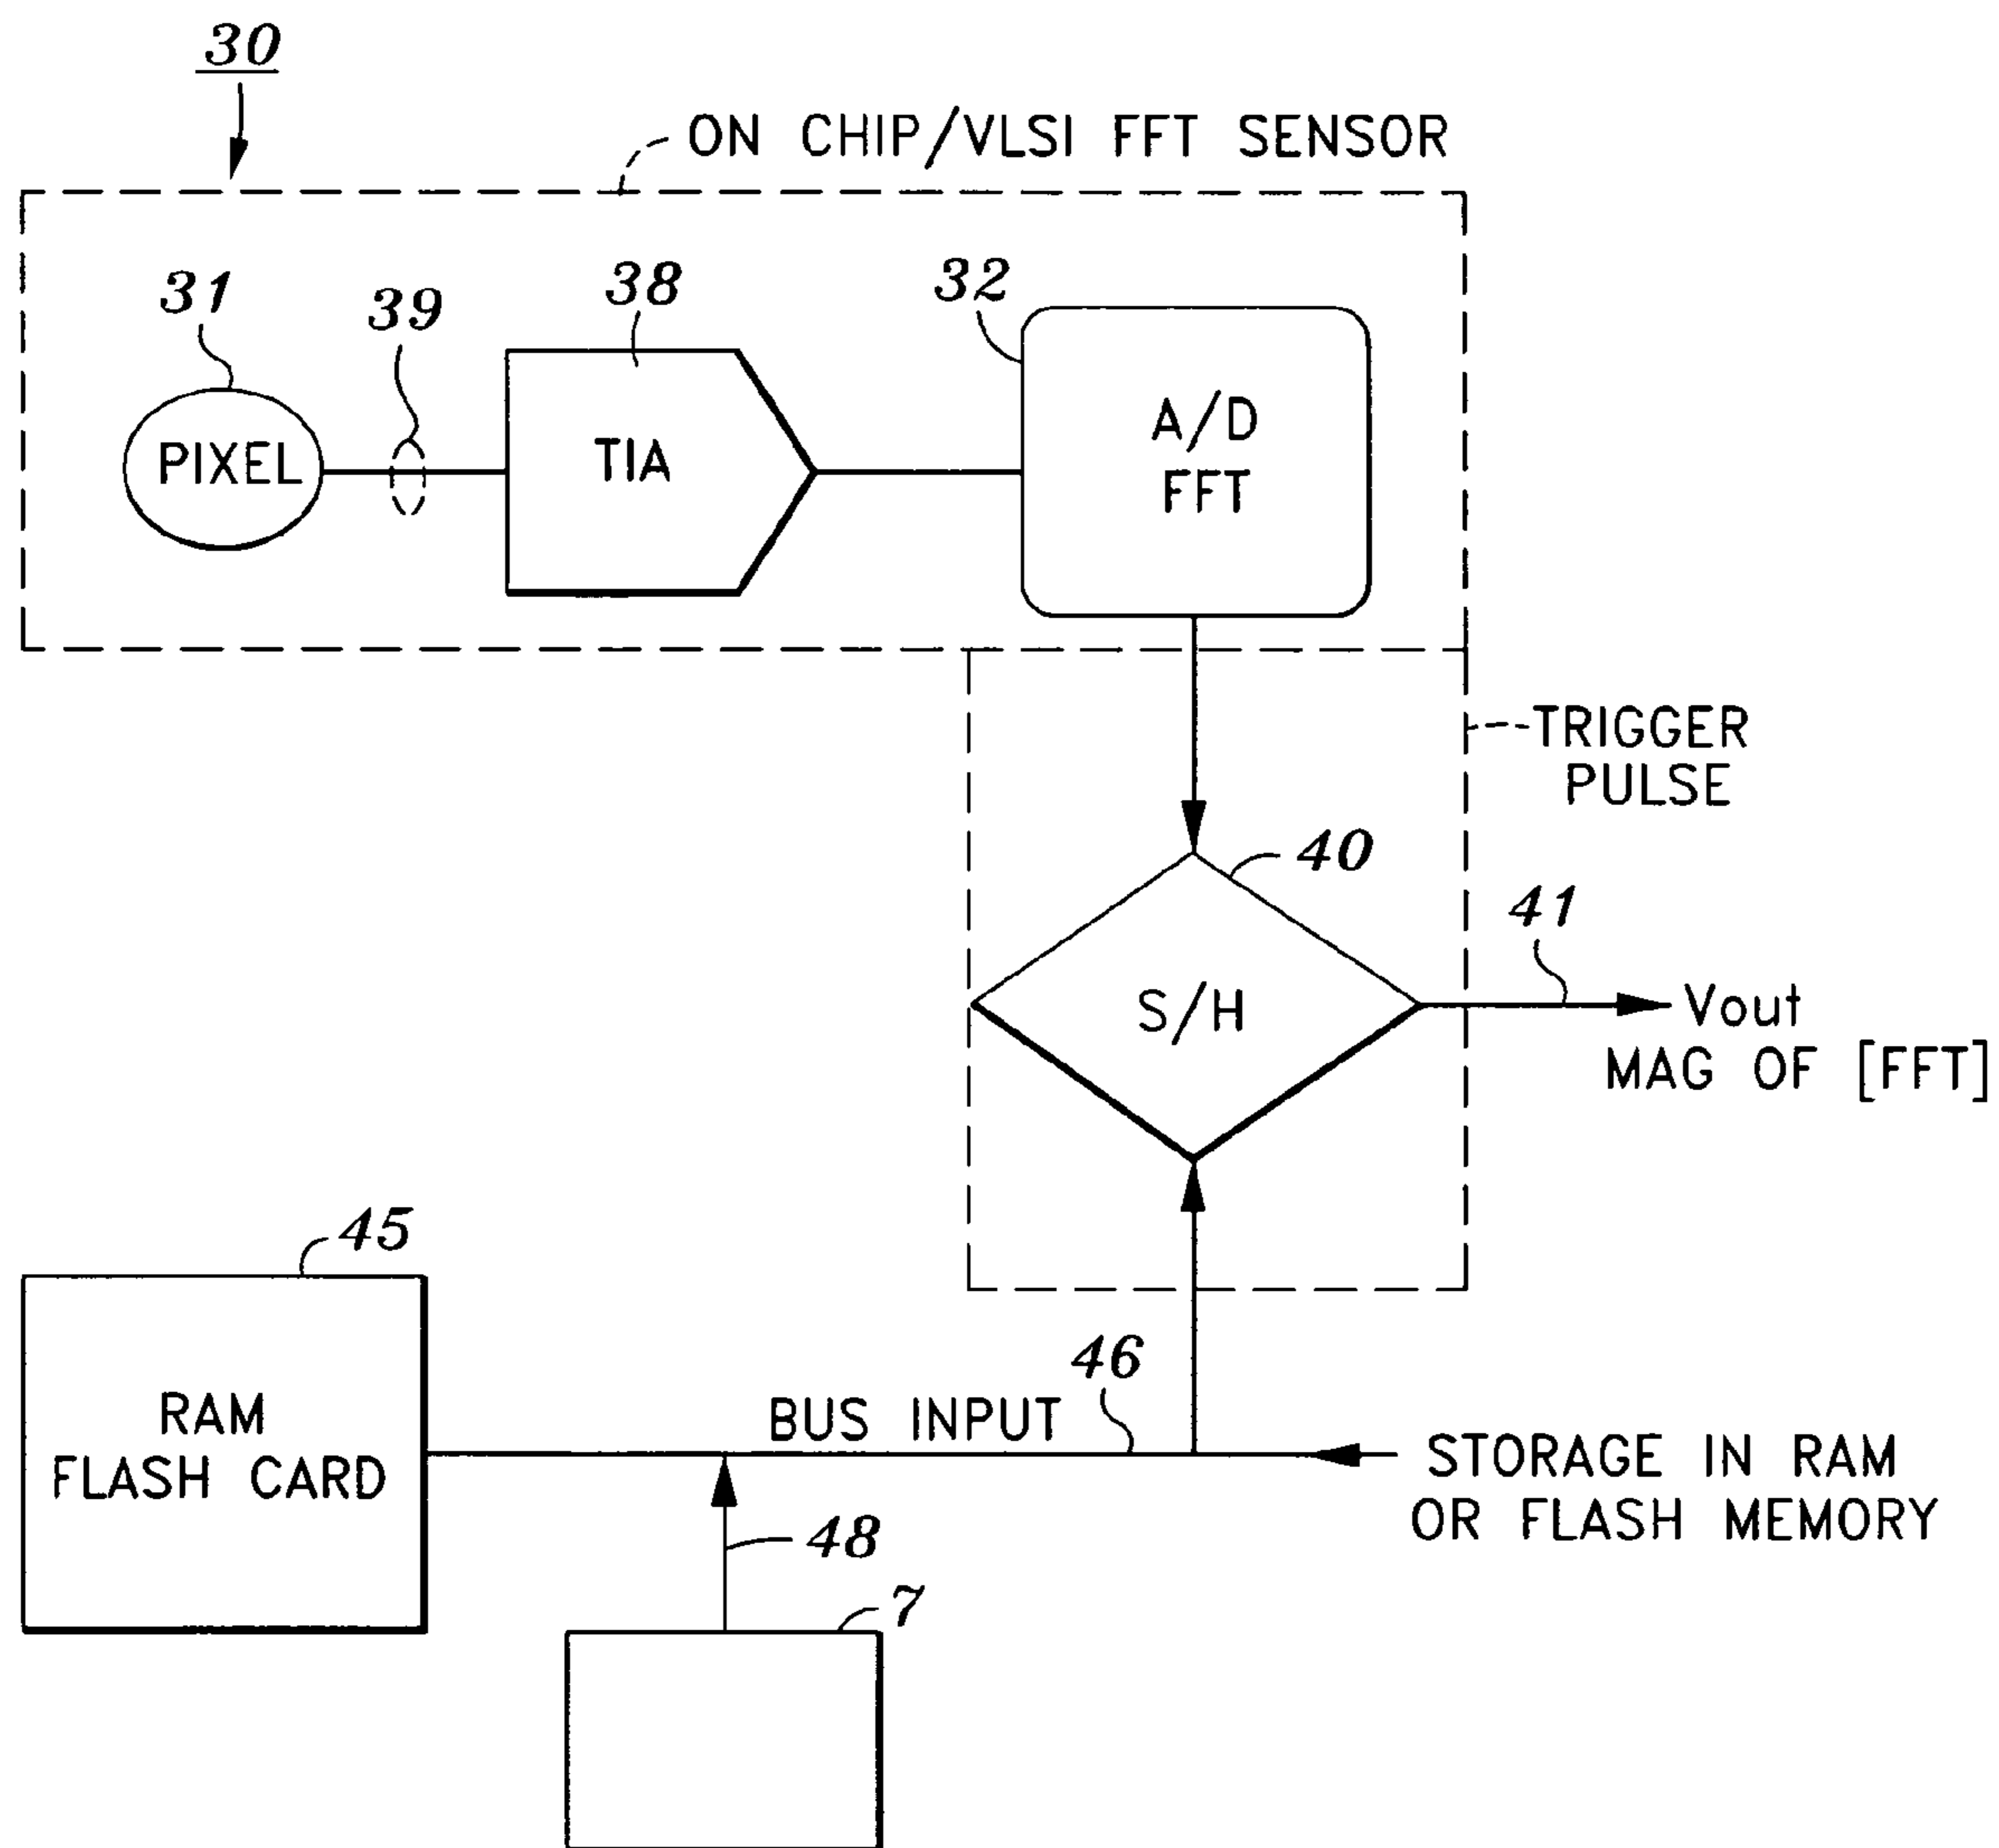 30
ON CHIP/VLSI FFT SENSOR
31
39
38
32
PIXEL
TIA
A/D
FFT
TRIGGER
PULSE
40
41
S/H
Vout
MAG OF [FFT]
45
46
RAM
FLASH CARD
BUS INPUT
STORAGE IN RAM
OR FLASH MEMORY
48
7